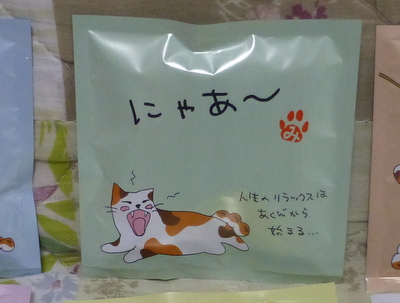 にゃあ〜
み
人生のリラックスは
あくびから
始まる...